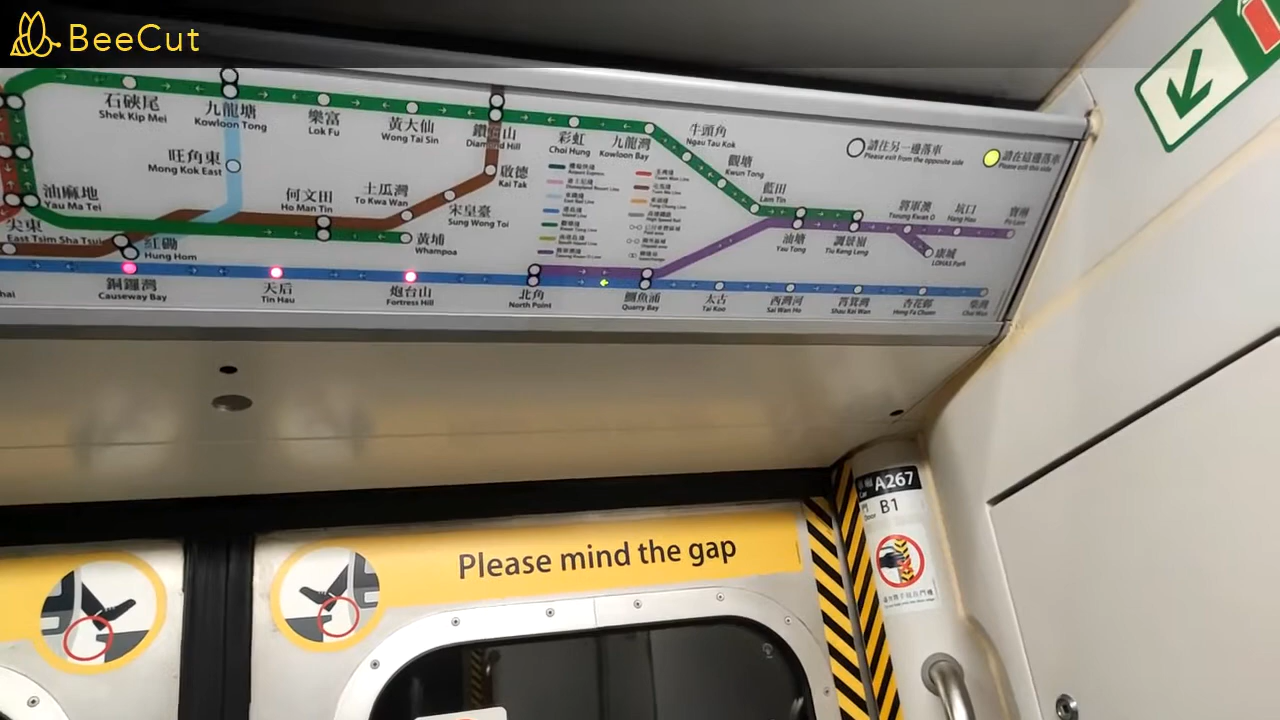 BeeCut
石硤尾
Shek Kip Mei
九龍塘
Kowloon Tong
樂富
Lok Fu
黃大仙
Wong Tai Sin
Diamond Hill
彩虹
Choi Hung
九龍灣
Kowloon Bay
牛頭角
Ngau Tau Kok
觀塘
Kwun Tong
藍田
Lam Tin
請在另一邊落車
Please exit from the opposite side
請在這邊落車
Please exit this side
旺角東
Mong Kok East
啟德
Kai Tak
油麻地
Yau Ma Tei
何文田
Ho Man Tin
土瓜灣
To Kwa Wan
宋皇臺
Sung Wong Toi
將軍澳
Tseung Kwan O
坑口
Hang Hau
寶琳
Po Lam
尖東
East Tsim Sha Tsui
紅磡
Hung Hom
黃埔
Whampoa
油塘
Yau Tong
調景嶺
Tiu Keng Leng
康城
LOHAS Park
銅鑼灣
Causeway Bay
天后
Tin Hau
炮台山
Fortress Hill
北角
North Point
鰂魚涌
Quarry Bay
太古
Tai Koo
西灣河
Sai Wan Ho
筲箕灣
Shau Kei Wan
杏花邨
Heng Fa Chuen
柴灣
Chai Wan
Car A267
門
Door B1
Please mind the gap